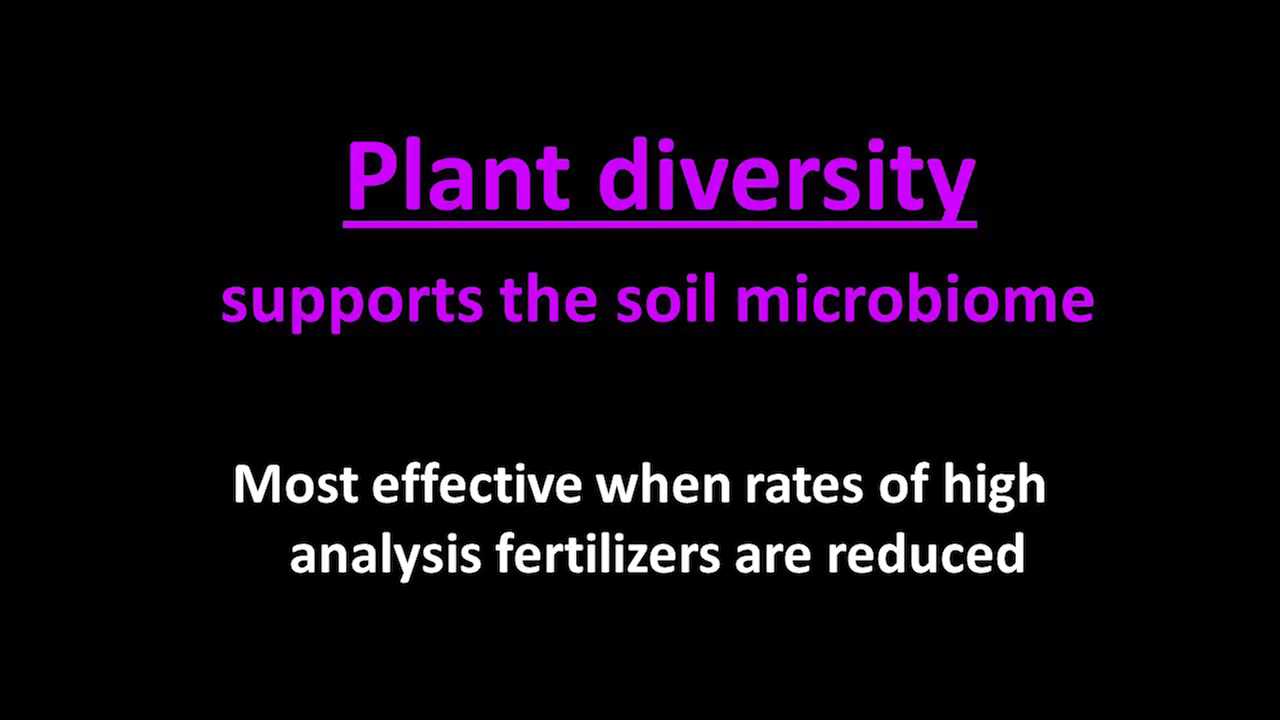 Plant diversity
supports the soil microbiome
Most effective when rates of high
analysis fertilizers are reduced